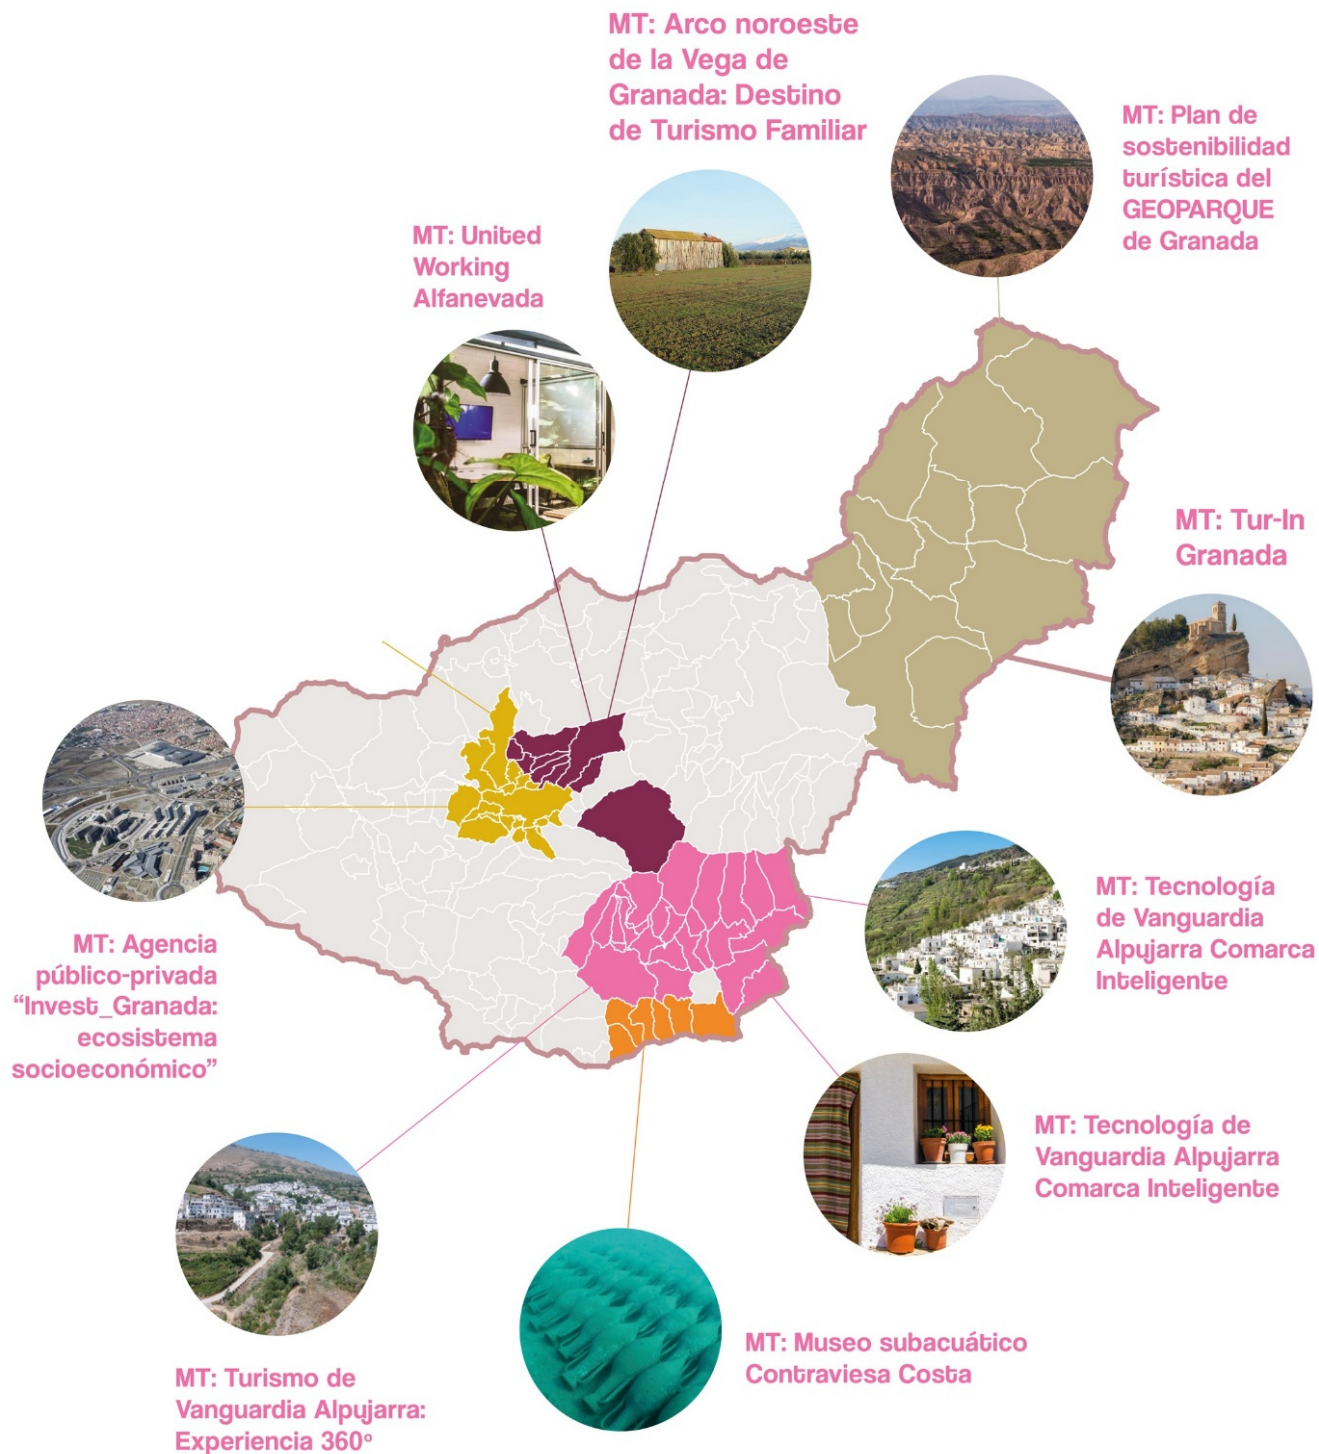 MT: Arco noroeste
de la Vega de
Granada: Destino
de Turismo Familiar
MT: Plan de
sostenibilidad
turística del
GEOPARQUE
de Granada
MT: United
Working
Alfanevada
MT: Tur-In
Granada
MT: Tecnología
de Vanguardia
Alpujarra Comarca
Inteligente
MT: Agencia
público-privada
“Invest_Granada:
ecosistema
socioeconómico”
MT: Tecnología de
Vanguardia Alpujarra
Comarca Inteligente
MT: Museo subacuático
Contraviesa Costa
MT: Turismo de
Vanguardia Alpujarra:
Experiencia 360º